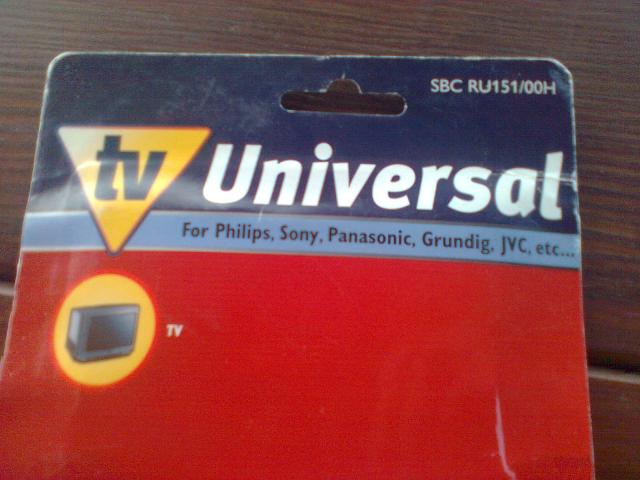 SBC RU151/00H
tv Universal
For Philips, Sony, Panasonic, Grundig, JVC, etc...
TV